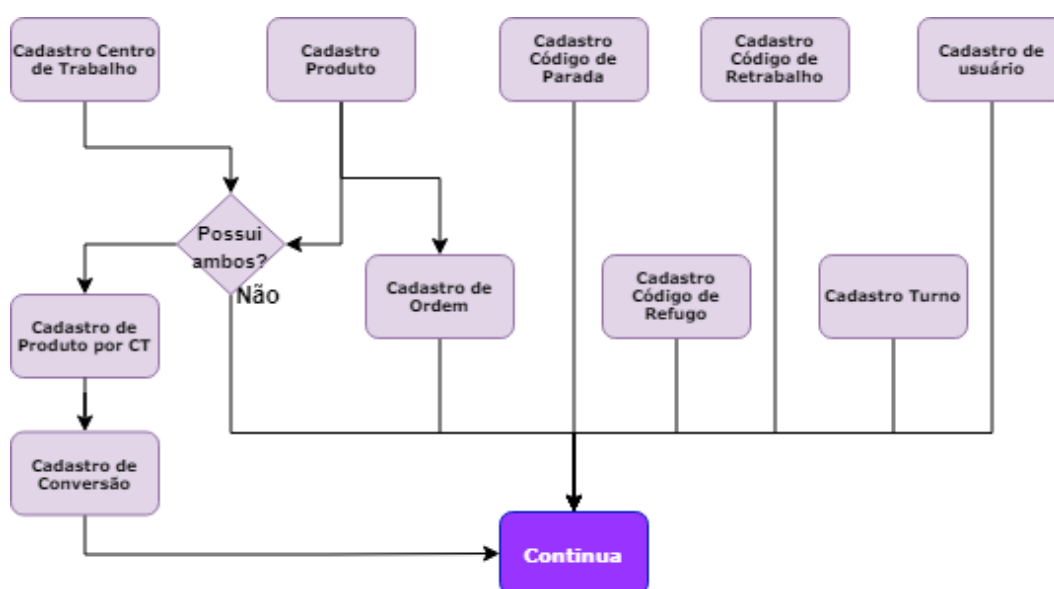 Cadastro Centro
de Trabalho
Cadastro
Produto
Cadastro
Código de
Parada
Cadastro
Código de
Retrabalho
Cadastro de
usuário
Possui
ambos?
Não
Cadastro de
Produto por CT
Cadastro de
Ordem
Cadastro
Código de
Refugo
Cadastro Turno
Cadastro de
Conversão
Continua